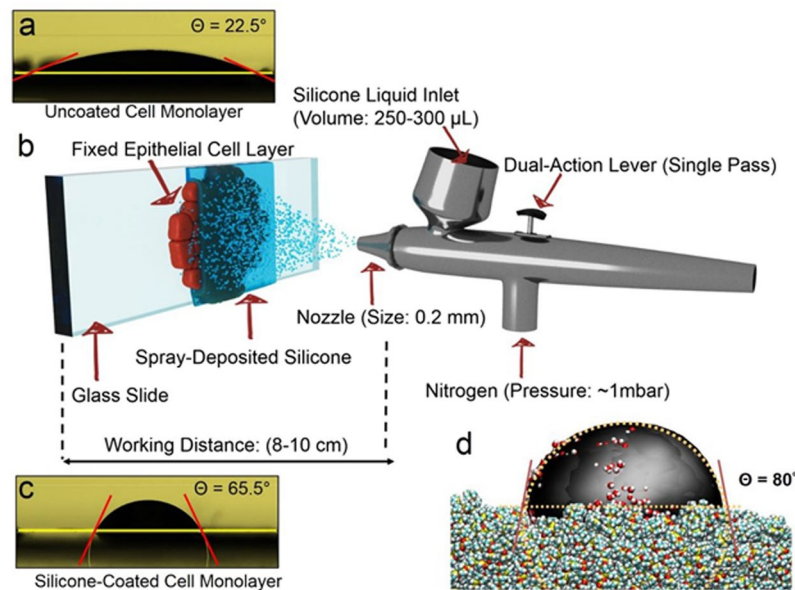 a
Θ = 22.5°
Uncoated Cell Monolayer
b
Fixed Epithelial Cell Layer
Silicone Liquid Inlet
(Volume: 250-300 µL)
Dual-Action Lever (Single Pass)
Nozzle (Size: 0.2 mm)
Spray-Deposited Silicone
Glass Slide
Nitrogen (Pressure: ~1mbar)
Working Distance: (8-10 cm)
c
Θ = 65.5°
Silicone-Coated Cell Monolayer
d
Θ = 80°